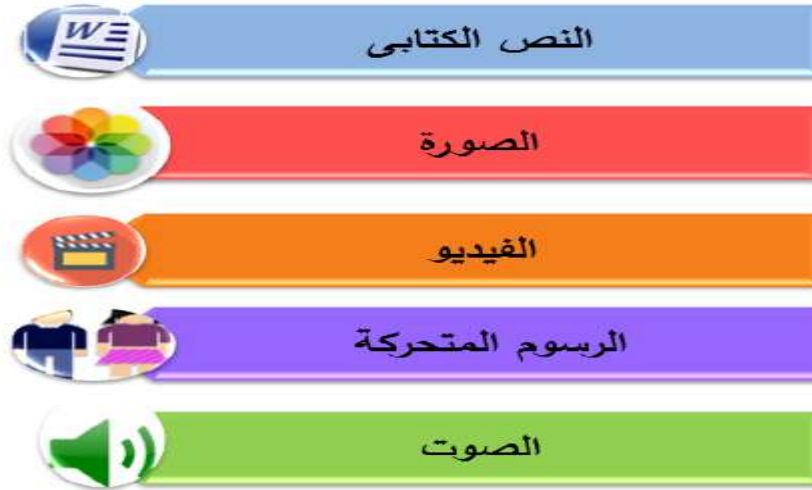 W
النص الكتابى
الصورة
الفيديو
الرسوم المتحركة
الصوت